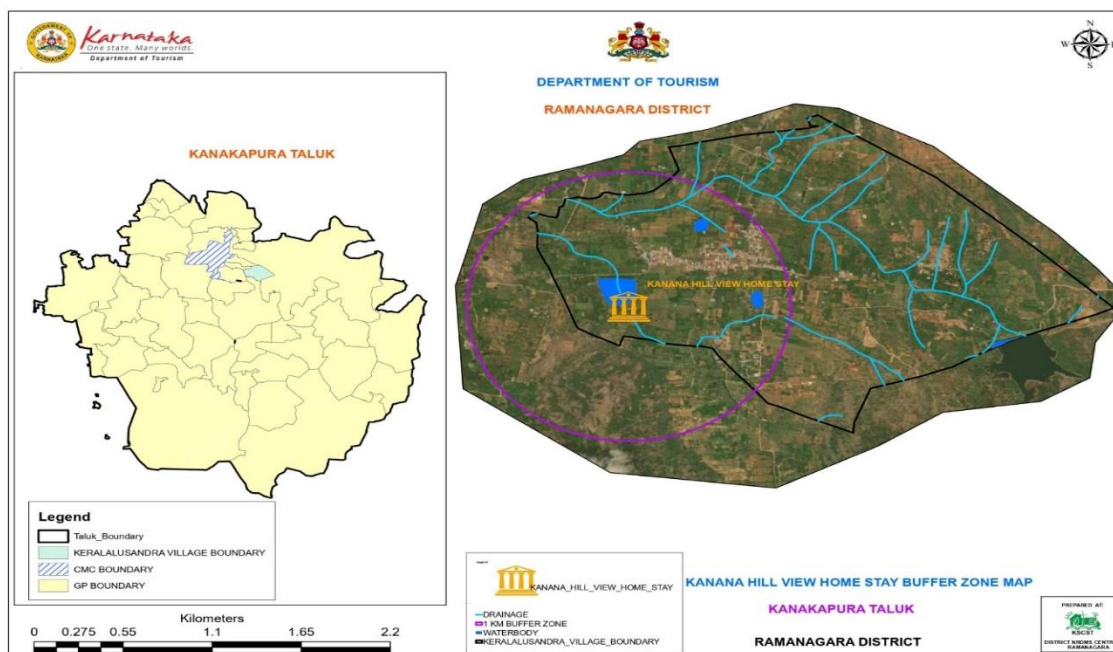 Karnataka
One state. Many worlds.
Department of Tourism
N
W
E
S
DEPARTMENT OF TOURISM
RAMANAGARA DISTRICT
KANAKAPURA TALUK
KANANA HILL VIEW HOME STAY
Legend
Taluk_Boundary
KERALALUSANDRA VILLAGE BOUNDARY
CMC BOUNDARY
GP BOUNDARY
Kilometers
0 0.275 0.55 1.1 1.65 2.2
KANANA_HILL_VIEW_HOME_STAY
DRAINAGE
1 KM BUFFER ZONE
WATERBODY
KERALALUSANDRA_VILLAGE_BOUNDARY
KANANA HILL VIEW HOME STAY BUFFER ZONE MAP
KANAKAPURA TALUK
RAMANAGARA DISTRICT
PREPARED AT:
KSCST
DISTRICT NRDMS CENTRE
RAMANAGARA